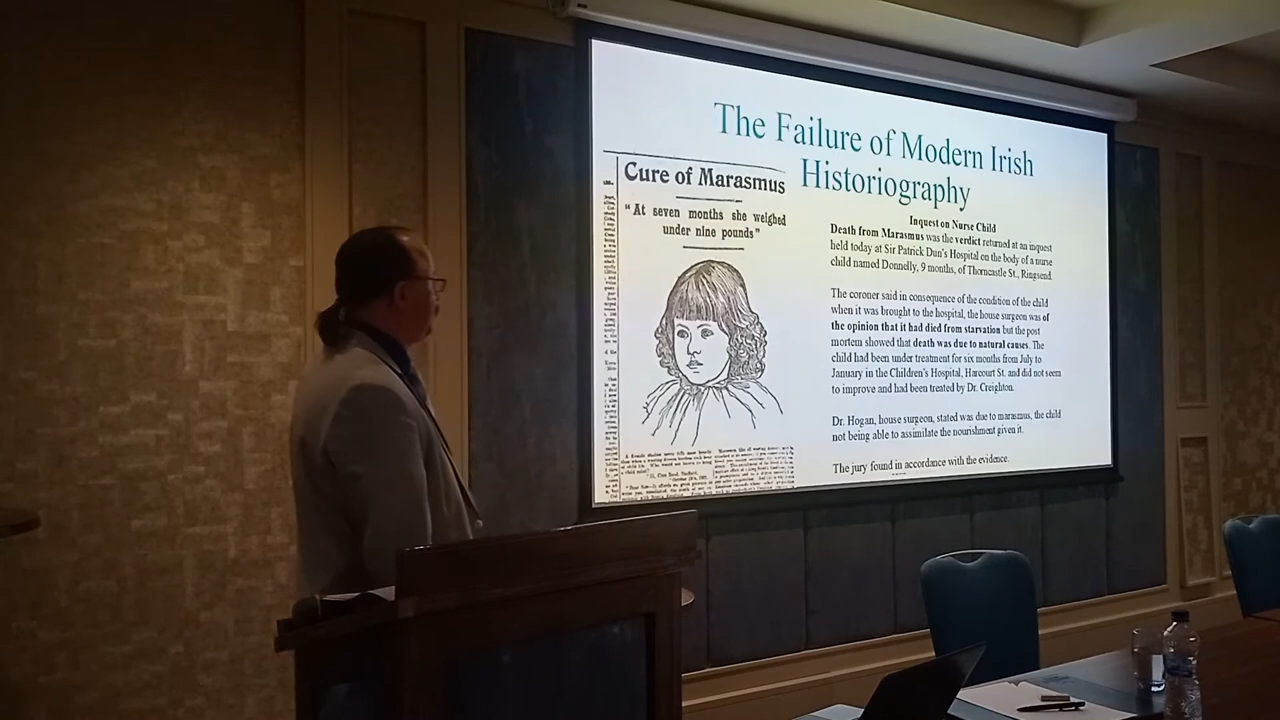 The Failure of Modern Irish
Historiography
Cure of Marasmus
"At seven months she weighed
under nine pounds"
Inquest on Nurse Child
Death from Marasmus was the verdict returned at an inquest
held today at Sir Patrick Dun's Hospital on the body of a nurse
child named Donnelly, 9 months, of Thorncastle St., Ringsend.
The coroner said in consequence of the condition of the child
when it was brought to the hospital, the house surgeon was of
the opinion that it had died from starvation but the post
mortem showed that death was due to natural causes. The
child had been under treatment for six months from July to
January in the Children's Hospital, Harcourt St. and did not seem
to improve and had been treated by Dr. Creighton.
Dr. Hogan, house surgeon, stated was due to marasmus, the child
not being able to assimilate the nourishment given it.
The jury found in accordance with the evidence.